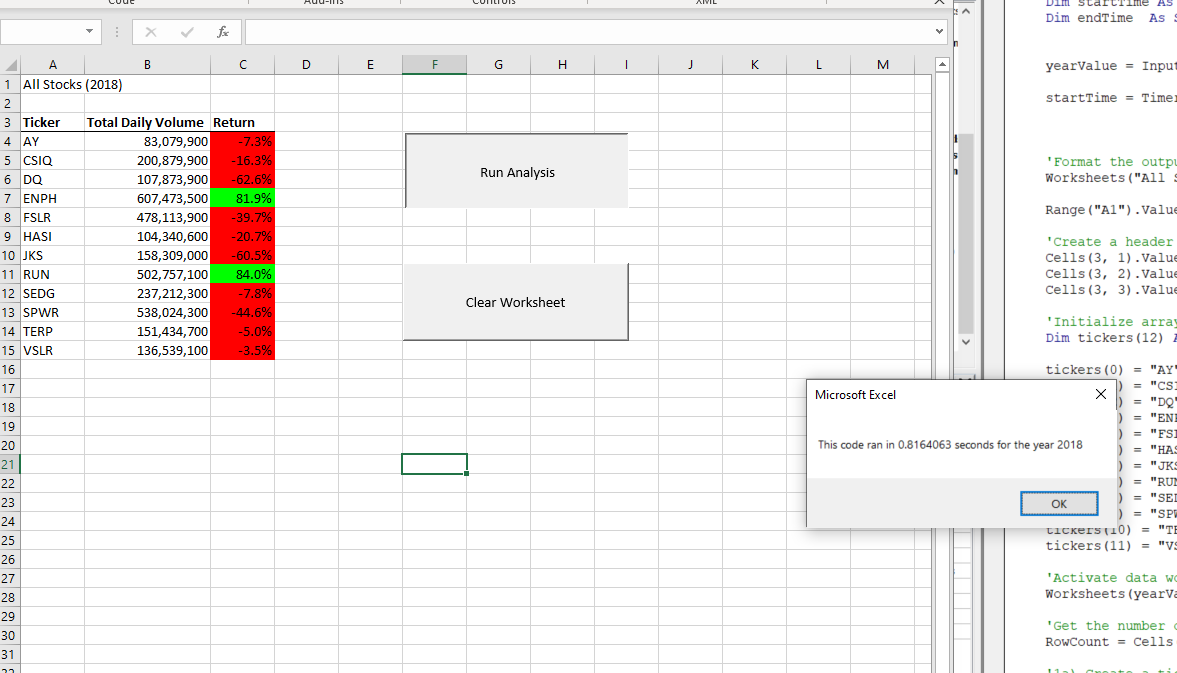 Code Add-ins Controls XML
fx
A B C D E F G H I J K L M
1 All Stocks (2018)
2
3 Ticker Total Daily Volume Return
4 AY 83,079,900 -7.3%
5 CSIQ 200,879,900 -16.3%
6 DQ 107,873,900 -62.6%
7 ENPH 607,473,500 81.9%
8 FSLR 478,113,900 -39.7%
9 HASI 104,340,600 -20.7%
10 JKS 158,309,000 -60.5%
11 RUN 502,757,100 84.0%
12 SEDG 237,212,300 -7.8%
13 SPWR 538,024,300 -44.6%
14 TERP 151,434,700 -5.0%
15 VSLR 136,539,100 -3.5%
16
17
18
19
20
21
22
23
24
25
26
27
28
29
30
31
32
Run Analysis
Clear Worksheet
Microsoft Excel
This code ran in 0.8164063 seconds for the year 2018
OK
Dim startTime As
Dim endTime As S
yearValue = Input
startTime = Timer
'Format the outpu
Worksheets("All S
Range("A1").Value
'Create a header
Cells(3, 1).Value
Cells(3, 2).Value
Cells(3, 3).Value
'Initialize array
Dim tickers(12) A
tickers(0) = "AY"
) = "CSI
) = "DQ"
) = "ENP
) = "FSL
) = "HAS
) = "JKS
) = "RUN
) = "SED
) = "SPW
tickers(10) = "TE
tickers(11) = "VS
'Activate data wo
Worksheets(yearVa
'Get the number o
RowCount = Cells
'1a) Create a tic